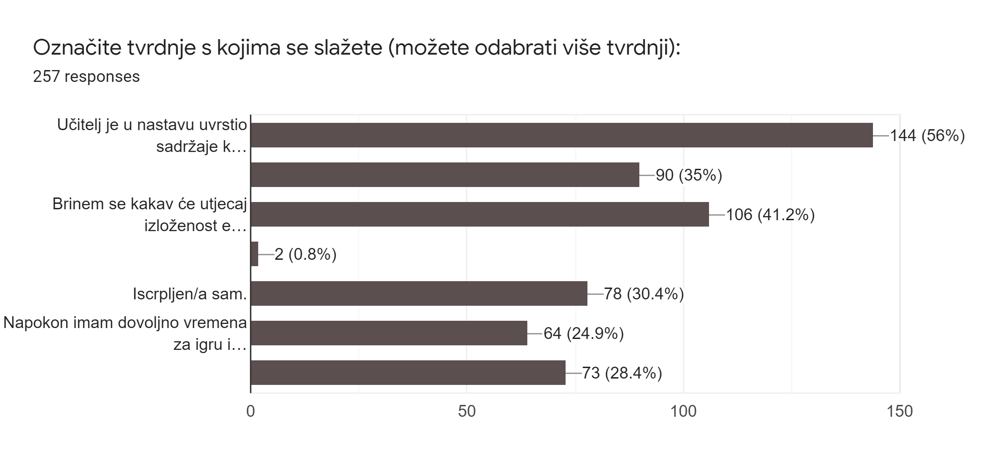 Označite tvrdnje s kojima se slažete (možete odabrati više tvrdnji):
257 responses
Učitelj je u nastavu uvrstio
sadržaje k…
144 (56%)
90 (35%)
Brinem se kakav će utjecaj
izloženost e…
106 (41.2%)
2 (0.8%)
Iscrpljen/a sam.
78 (30.4%)
Napokon imam dovoljno vremena
za igru i…
64 (24.9%)
73 (28.4%)
0 50 100 150